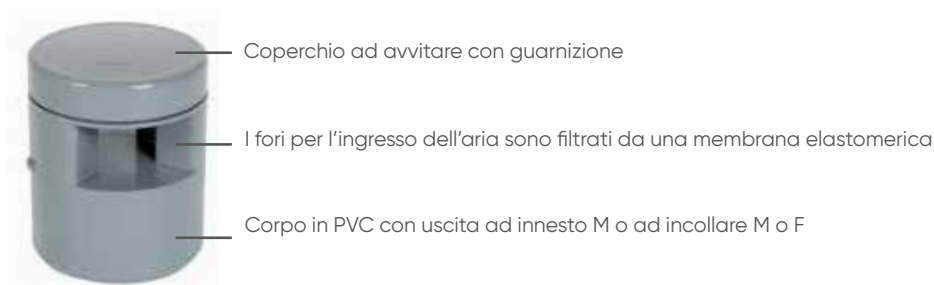 Coperchio ad avvitare con guarnizione
I fori per l'ingresso dell'aria sono filtrati da una membrana elastomerica
Corpo in PVC con uscita ad innesto M o ad incollare M o F